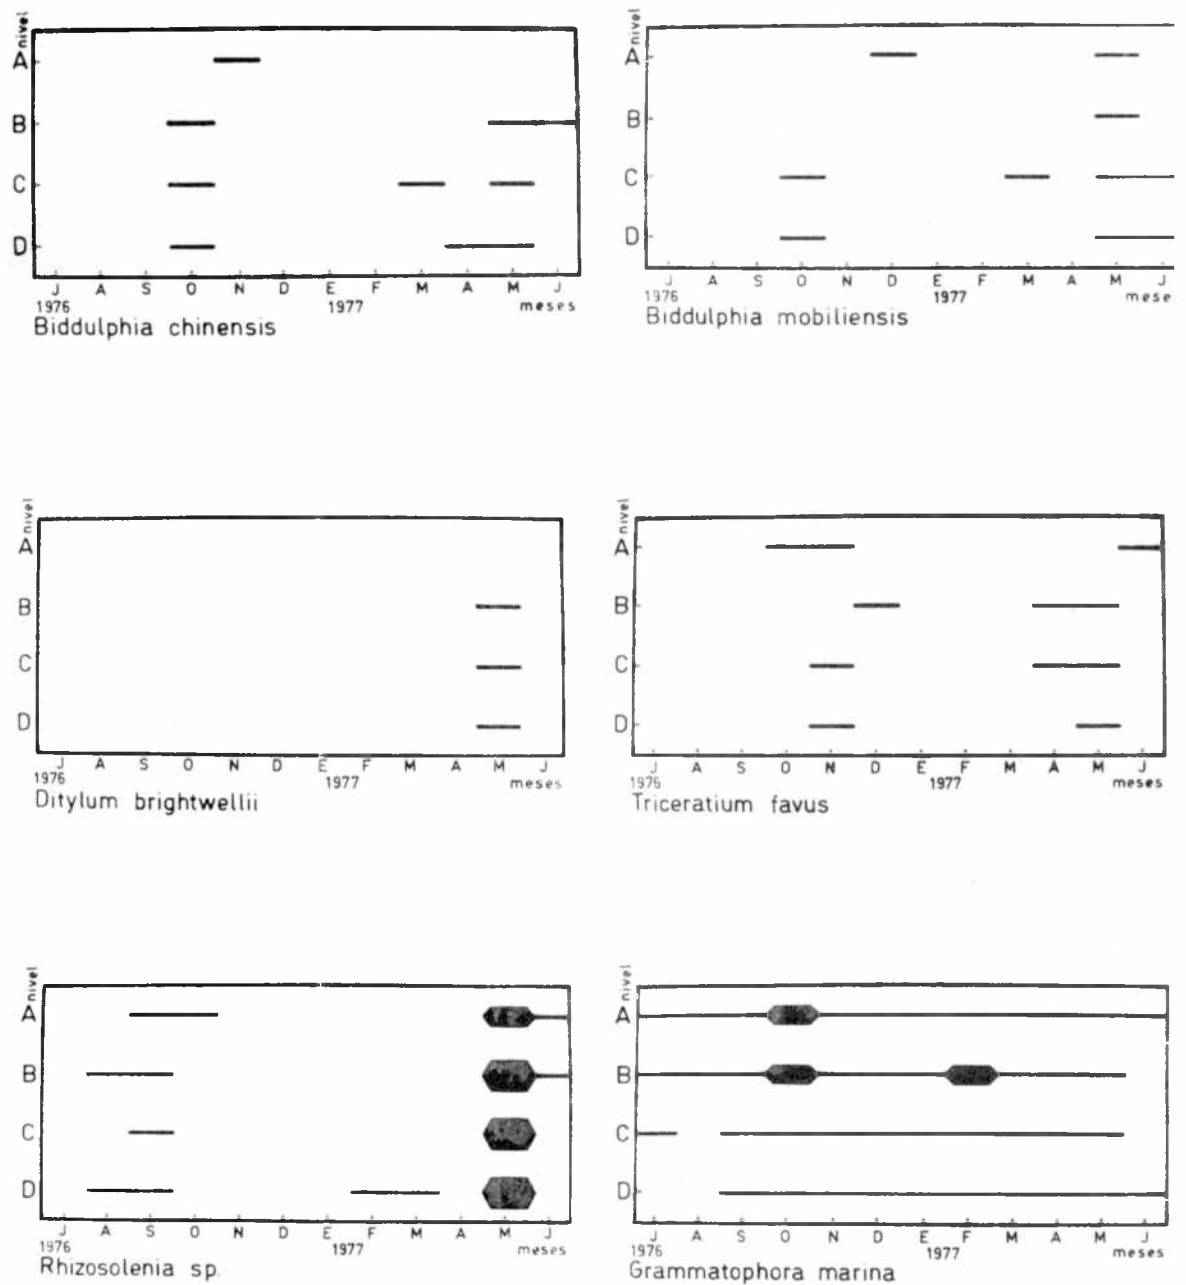 nivel
A
B
C
D
J A S O N D E F M A M J
1976 1977 meses
Biddulphia chinensis
nivel
A
B
C
D
J A S O N D E F M A M J
1976 1977 mese
Biddulphia mobiliensis
nivel
A
B
C
D
J A S O N D E F M A M J
1976 1977 meses
Ditylum brightwellii
nivel
A
B
C
D
J A S O N D E F M A M J
1976 1977 meses
Triceratium favus
nivel
A
B
C
D
J A S O N D E F M A M J
1976 1977 meses
Rhizosolenia sp.
nivel
A
B
C
D
J A S O N D E F M A M J
1976 1977 meses
Grammatophora marina